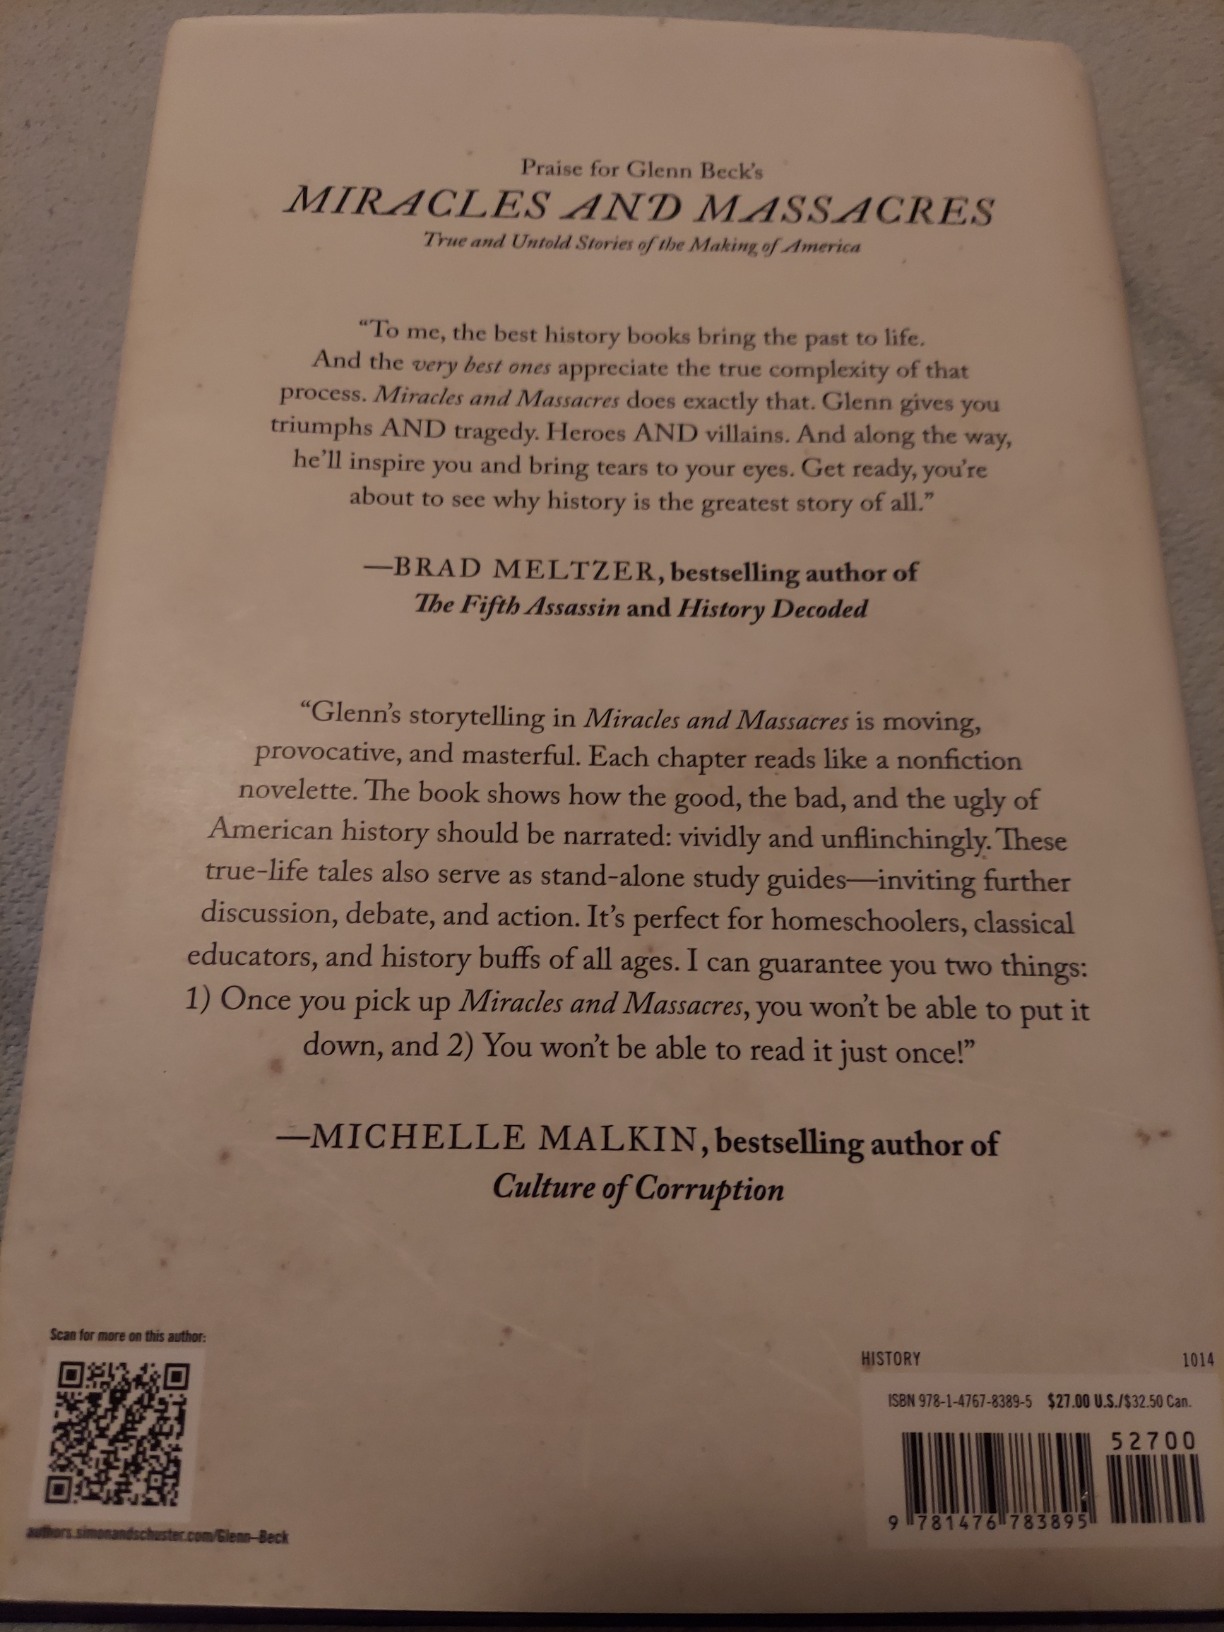 Praise for Glenn Beck's
MIRACLES AND MASSACRES
True and Untold Stories of the Making of America
“To me, the best history books bring the past to life.
And the very best ones appreciate the true complexity of that
process. Miracles and Massacres does exactly that. Glenn gives you
triumphs AND tragedy. Heroes AND villains. And along the way,
he'll inspire you and bring tears to your eyes. Get ready, you're
about to see why history is the greatest story of all.”
—BRAD MELTZER, bestselling author of
The Fifth Assassin and History Decoded
“Glenn's storytelling in Miracles and Massacres is moving,
provocative, and masterful. Each chapter reads like a nonfiction
novelette. The book shows how the good, the bad, and the ugly of
American history should be narrated: vividly and unflinchingly. These
true-life tales also serve as stand-alone study guides—inviting further
discussion, debate, and action. It's perfect for homeschoolers, classical
educators, and history buffs of all ages. I can guarantee you two things:
1) Once you pick up Miracles and Massacres, you won't be able to put it
down, and 2) You won't be able to read it just once!”
—MICHELLE MALKIN, bestselling author of
Culture of Corruption
Scan for more on this author:
authors.simonandschuster.com/Glenn-Beck
HISTORY 1014
ISBN 978-1-4767-8389-5 $27.00 U.S./$32.50 Can.
52700
9 781476 783895